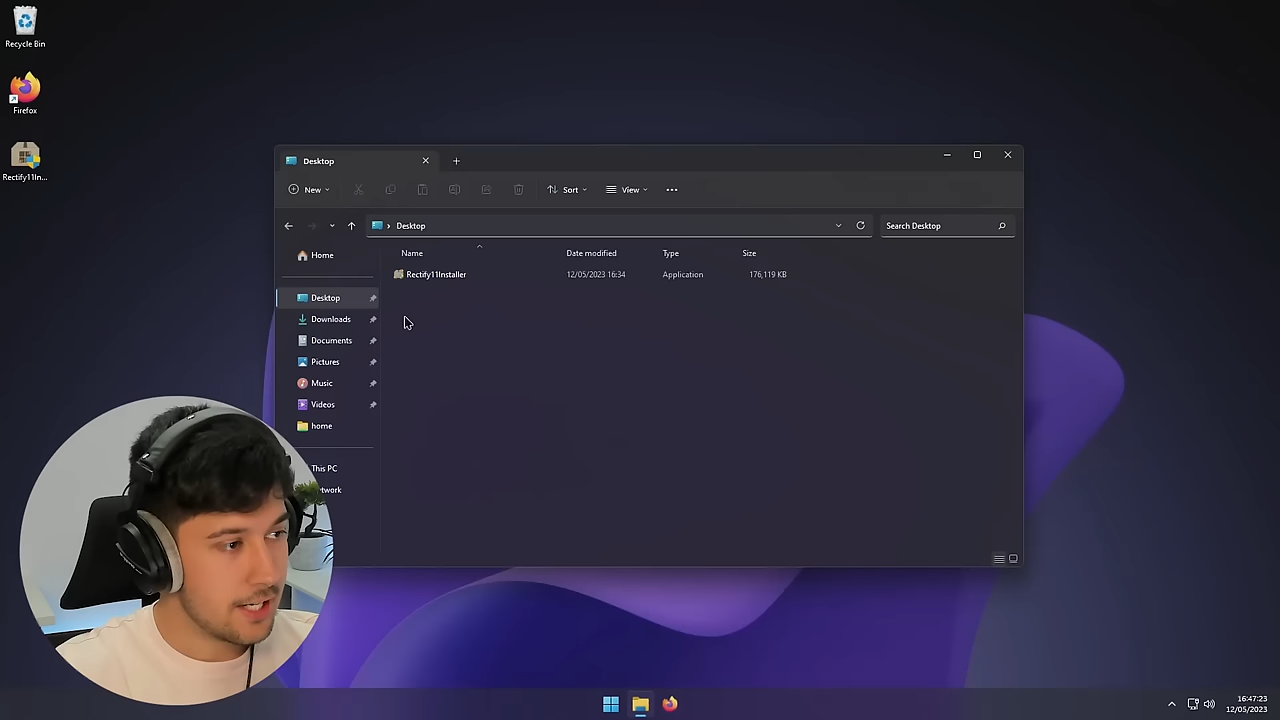 Recycle Bin
Firefox
Rectify11In...
Desktop
New
Sort
View
Desktop
Search Desktop
Home
Name
Date modified
Type
Size
Rectify11Installer
12/05/2023 16:34
Application
176,119 KB
Desktop
Downloads
Documents
Pictures
Music
Videos
home
This PC
16:47:23
12/05/2023